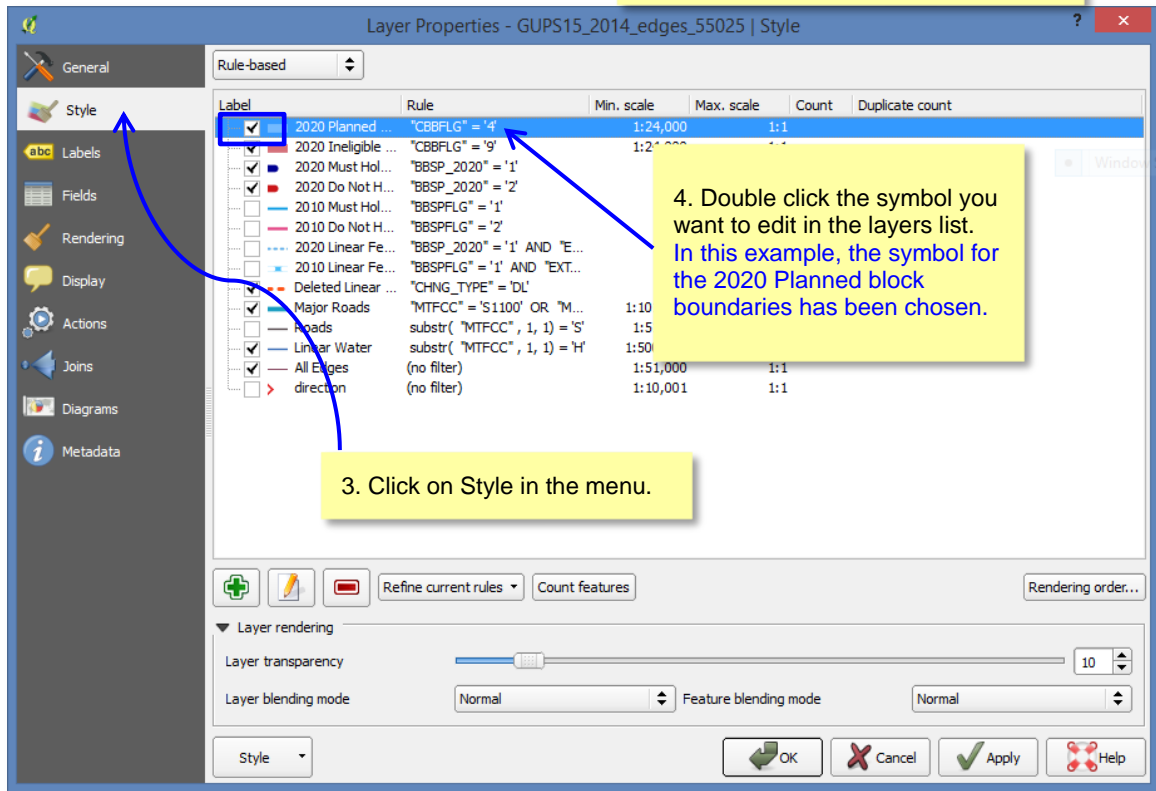 Layer Properties - GUPS15_2014_edges_55025 | Style
?
General
Style
abc Labels
Fields
Rendering
Display
Actions
Joins
Diagrams
i Metadata
Rule-based
Label Rule Min. scale Max. scale Count Duplicate count
2020 Planned ... "CBBFLG" = '4' 1:24,000 1:1
2020 Ineligible ... "CBBFLG" = '9'
2020 Must Hol... "BBSP_2020" = '1'
2020 Do Not H... "BBSP_2020" = '2'
2010 Must Hol... "BBSPFLG" = '1'
2010 Do Not H... "BBSPFLG" = '2'
2020 Linear Fe... "BBSP_2020" = '1' AND "E...
2010 Linear Fe... "BBSPFLG" = '1' AND "EXT...
Deleted Linear ... "CHNG_TYPE" = 'DL'
Major Roads "MTFCC" = 'S1100' OR "M... 1:10
Roads substr( "MTFCC" , 1, 1) = 'S' 1:5
Linear Water substr( "MTFCC" , 1, 1) = 'H' 1:50
All Edges (no filter) 1:51,000 1:1
direction (no filter) 1:10,001 1:1
Window
4. Double click the symbol you
want to edit in the layers list.
In this example, the symbol for
the 2020 Planned block
boundaries has been chosen.
3. Click on Style in the menu.
Refine current rules Count features Rendering order...
Layer rendering
Layer transparency 10
Layer blending mode Normal Feature blending mode Normal
Style OK Cancel Apply Help